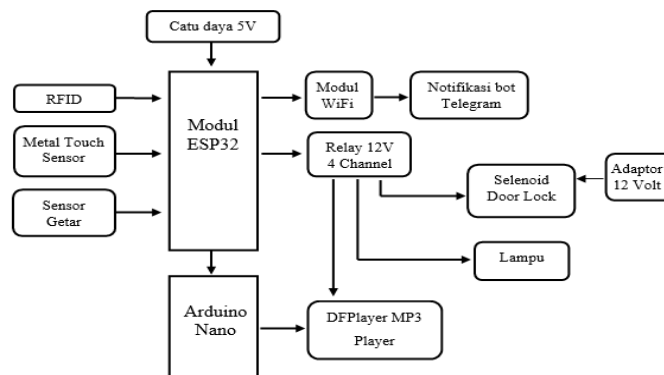 Catu daya 5V
RFID
Metal Touch
Sensor
Sensor
Getar
Modul
ESP32
Modul
WiFi
Notifikasi bot
Telegram
Relay 12V
4 Channel
Selenoid
Door Lock
Adaptor
12 Volt
Lampu
Arduino
Nano
DFPlayer MP3
Player